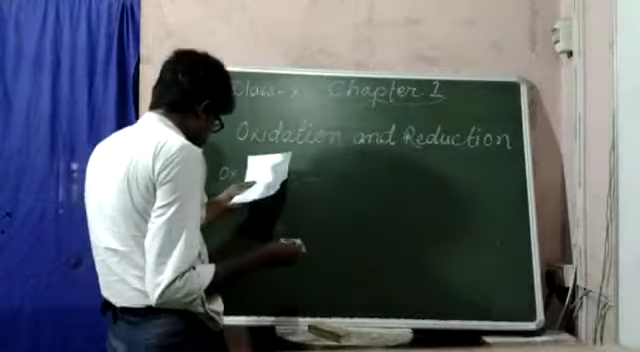 Class- X Chapter 1
Oxidation and Reduction
Ox